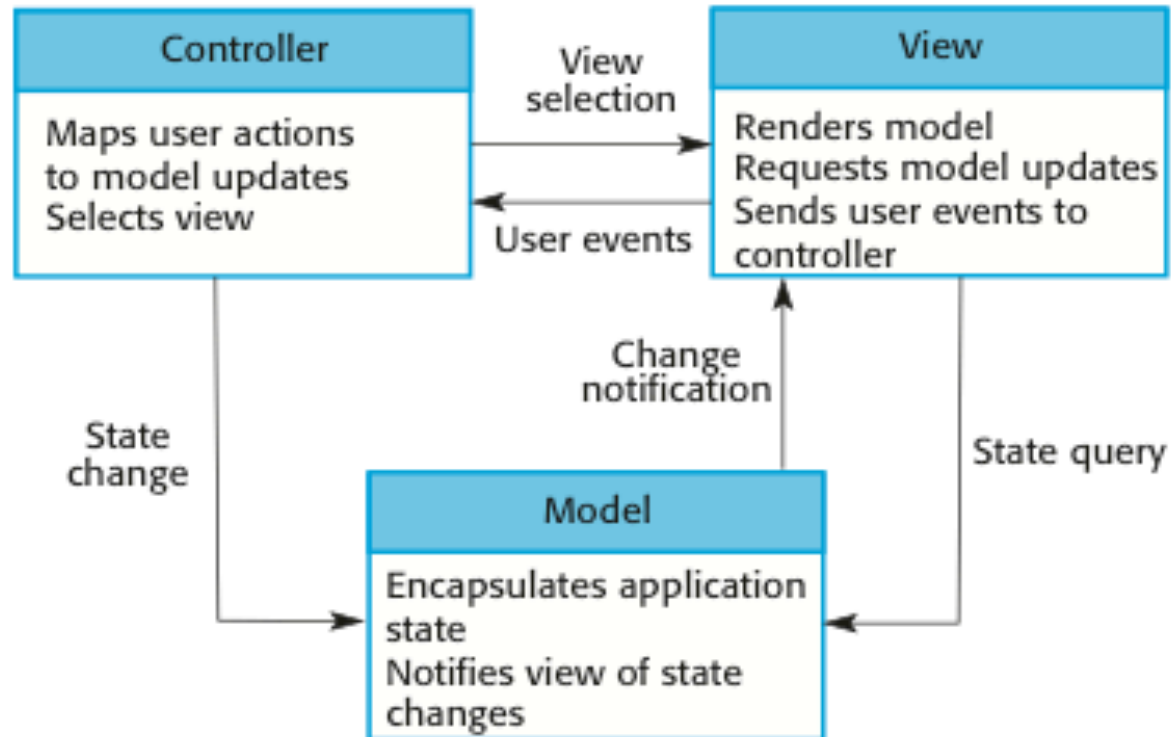 Controller
Maps user actions
to model updates
Selects view
View
selection
User events
View
Renders model
Requests model updates
Sends user events to
controller
State
change
Change
notification
State query
Model
Encapsulates application
state
Notifies view of state
changes